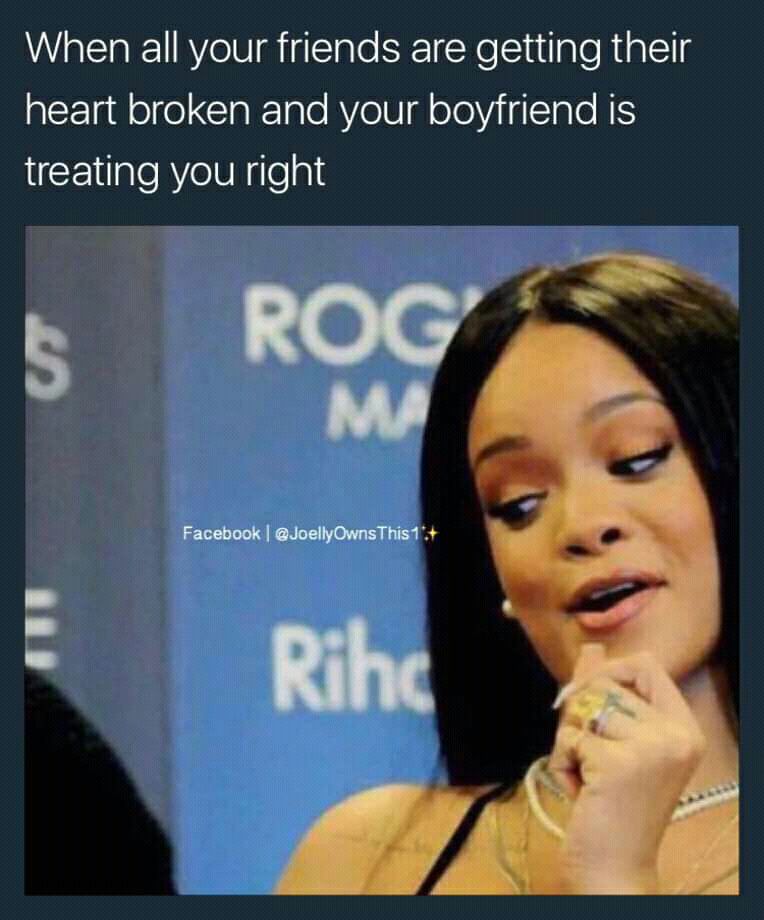 When all your friends are getting their
heart broken and your boyfriend is
treating you right
S
ROG
MA
Facebook | @JoellyOwnsThis1✨
E
Rih